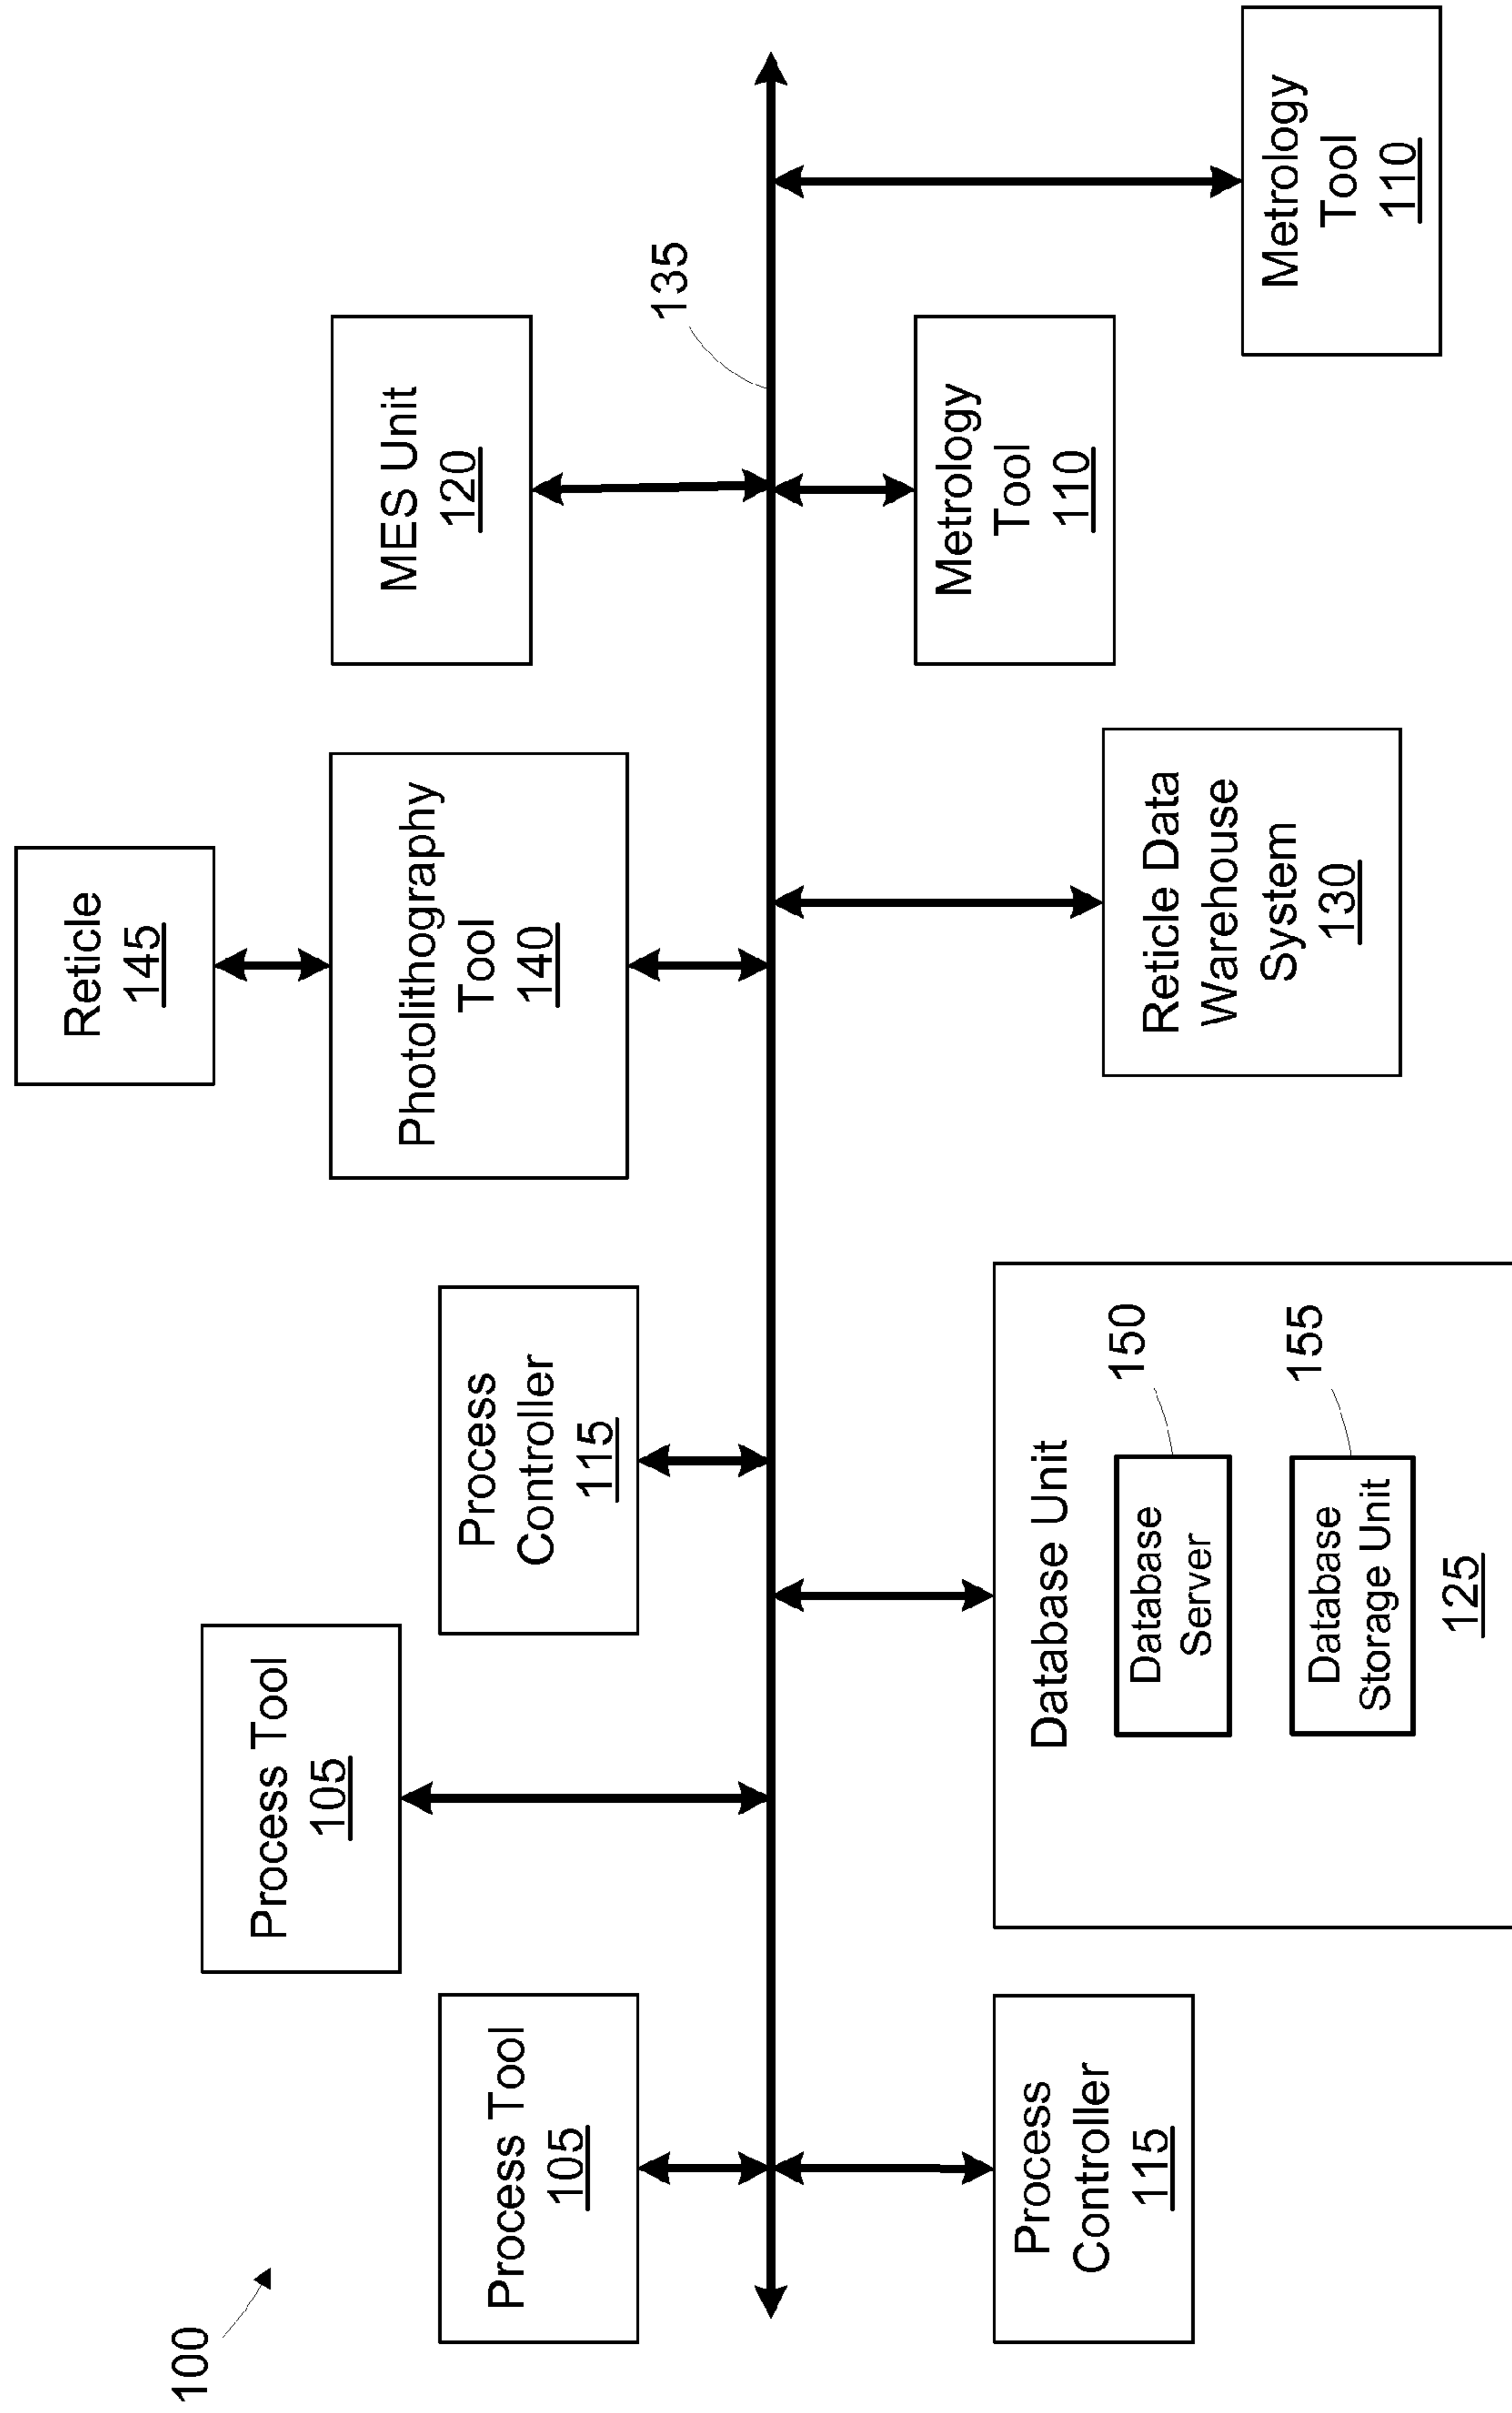 100
Process Tool
105
Process Tool
105
Process
Controller
115
Photolithography
Tool
140
Reticle
145
MES Unit
120
135
Process
Controller
115
Database Unit
Database
Server
150
Database
Storage Unit
155
125
Reticle Data
Warehouse
System
130
Metrology
Tool
110
Metrology
Tool
110